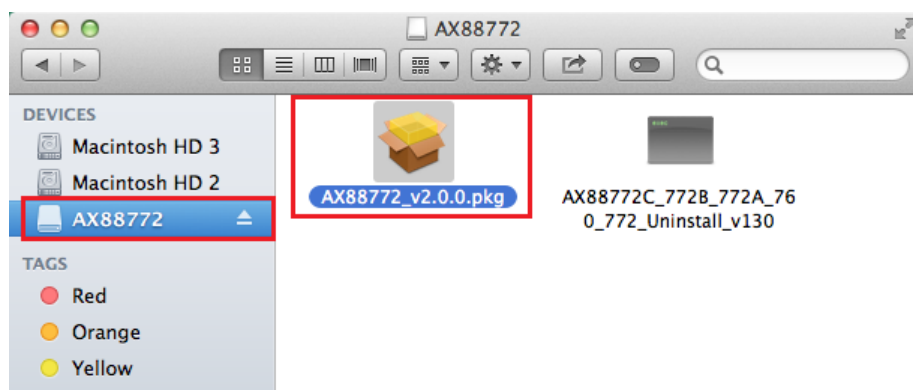 AX88772
DEVICES
Macintosh HD 3
Macintosh HD 2
AX88772
TAGS
Red
Orange
Yellow
AX88772_v2.0.0.pkg
AX88772C_772B_772A_76
0_772_Uninstall_v130